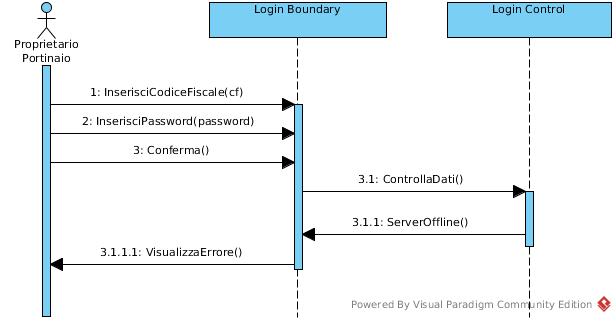 Login Boundary
Login Control
Proprietario
Portinaio
1: InserisciCodiceFiscale(cf)
2: InserisciPassword(password)
3: Conferma()
3.1: ControllaDati()
3.1.1: ServerOffline()
3.1.1.1: VisualizzaErrore()
Powered By Visual Paradigm Community Edition